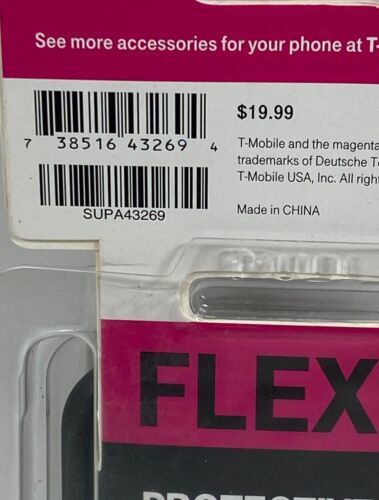 See more accessories for your phone at T-
7 38516 43269 4
SUPA43269
$19.99
T-Mobile and the magenta
trademarks of Deutsche Te
T-Mobile USA, Inc. All righ
Made in CHINA
FLEX